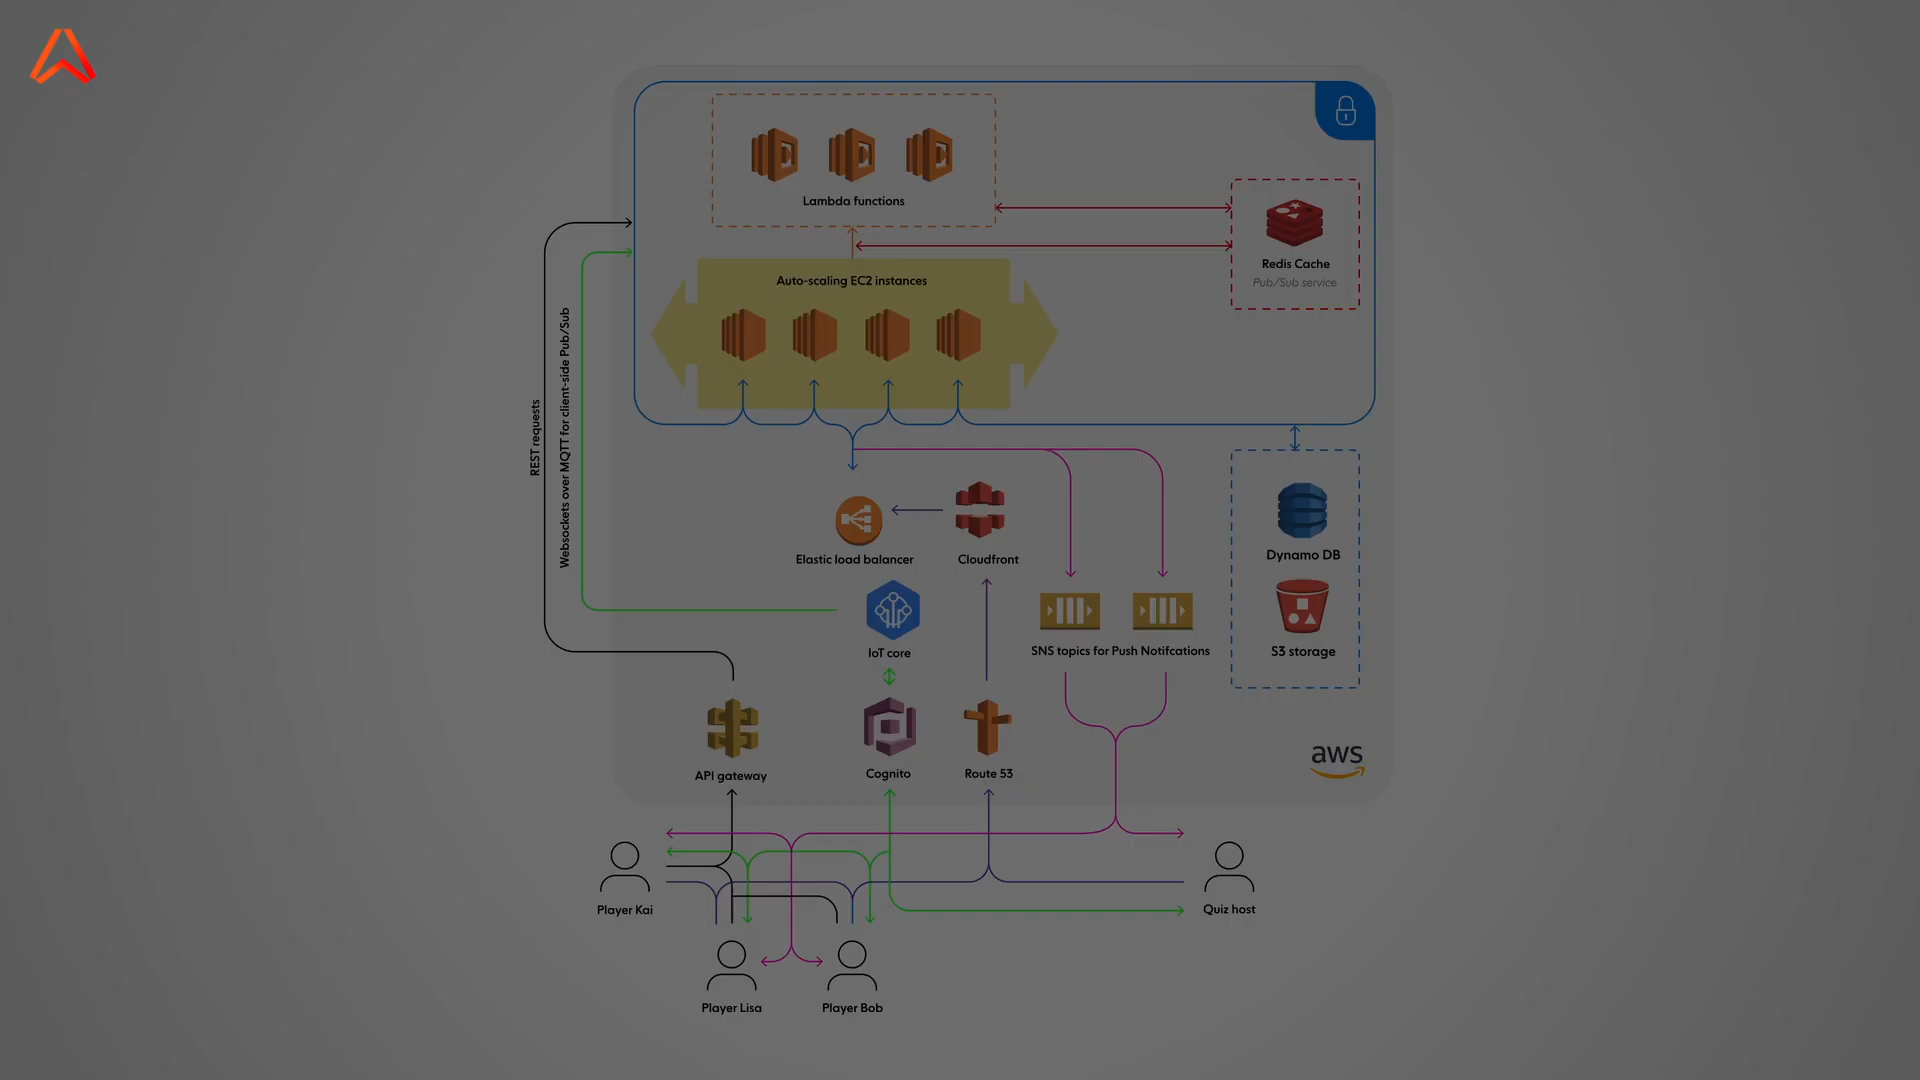 Lambda functions
Redis Cache
Pub/Sub service
Auto-scaling EC2 instances
REST requests
Websockets over MQTT for client-side Pub/Sub
Elastic load balancer
Cloudfront
Dynamo DB
IoT core
SNS topics for Push Notifcations
S3 storage
API gateway
Cognito
Route 53
aws
Player Kai
Quiz host
Player Lisa
Player Bob